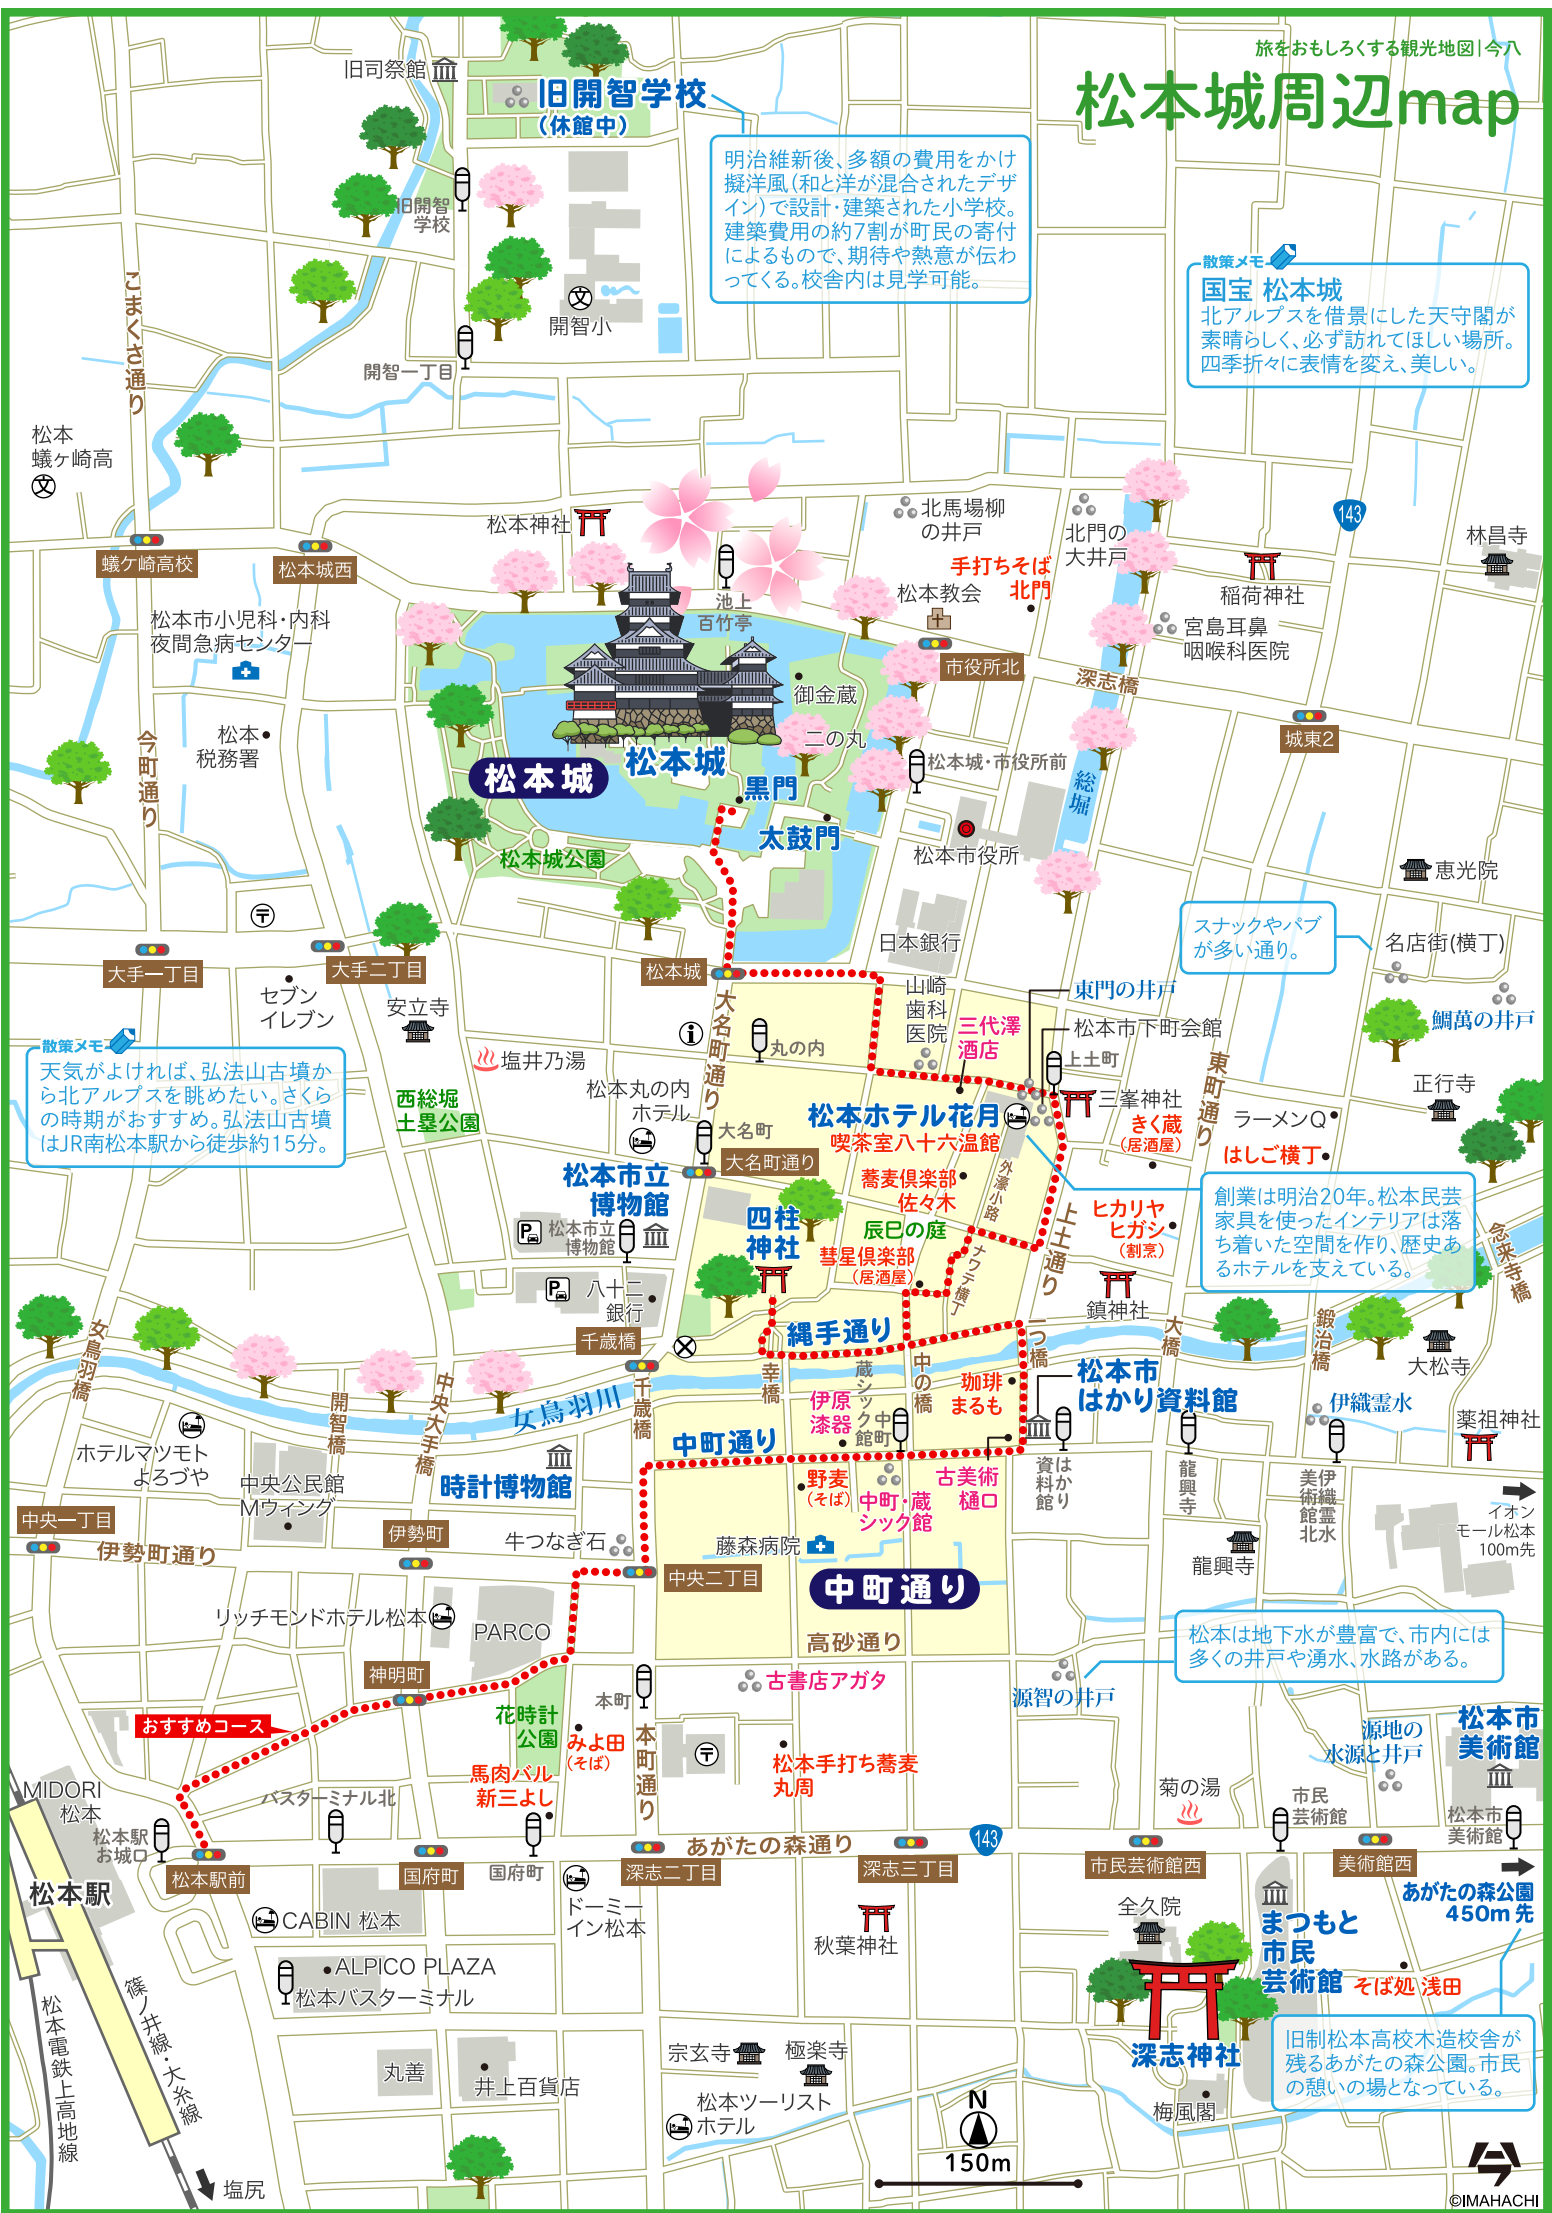 旅をおもしろくする観光地図|今八
松本城周辺map
旧司祭館
旧開智学校
(休館中)
明治維新後、多額の費用をかけ
擬洋風(和と洋が混合されたデザ
イン)で設計・建築された小学校。
建築費用の約7割が町民の寄付
によるもので、期待や熱意が伝わ
ってくる。校舎内は見学可能。
旧開智
学校
開智小
開智一丁目
こまくさ通り
散策メモ
国宝 松本城
北アルプスを借景にした天守閣が
素晴らしく、必ず訪れてほしい場所。
四季折々に表情を変え、美しい。
松本
蟻ヶ崎高
蟻ケ崎高校
松本城西
松本神社
池上
百竹亭
北馬場柳
の井戸
北門の
大井戸
手打ちそば
北門
松本教会
143
林昌寺
稲荷神社
宮島耳鼻
咽喉科医院
市役所北
深志橋
城東2
松本市小児科・内科
夜間急病センター
松本
税務署
今町通り
御金蔵
二の丸
松本城
松本城
黒門
太鼓門
松本城公園
松本城・市役所前
総堀
松本市役所
日本銀行
恵光院
スナックやパブ
が多い通り。
名店街(横丁)
鯛萬の井戸
大手一丁目
大手二丁目
セブン
イレブン
安立寺
松本城
大名町通り
山崎
歯科
医院
東門の井戸
松本市下町会館
三代澤
酒店
上土町
丸の内
散策メモ
天気がよければ、弘法山古墳か
ら北アルプスを眺めたい。さくら
の時期がおすすめ。弘法山古墳
はJR南松本駅から徒歩約15分。
塩井乃湯
西総堀
土塁公園
松本丸の内
ホテル
大名町
大名町通り
松本ホテル花月
喫茶室八十六温館
三峯神社
きく蔵
(居酒屋)
東町通り
ラーメンQ
はしご横丁
正行寺
松本市立
博物館
松本市立
博物館
四柱
神社
蕎麦倶楽部
佐々木
辰巳の庭
彗星倶楽部
(居酒屋)
外濠小路
ナワテ横丁
上土通り
ヒカリヤ
ヒガシ
(割烹)
創業は明治20年。松本民芸
家具を使ったインテリアは落
ち着いた空間を作り、歴史あ
るホテルを支えている。
念来寺橋
八十二
銀行
千歳橋
縄手通り
鎮神社
一つ橋
大橋
鍛治橋
大松寺
女鳥羽橋
開智橋
中央大手橋
女鳥羽川
千歳橋
幸橋
中の橋
蔵シック館
中町
伊原
漆器
珈琲
まるも
松本市
はかり資料館
伊織霊水
薬祖神社
ホテルマツモト
よろづや
中央公民館
Mウィング
時計博物館
中町通り
野麦
(そば)
中町・蔵
シック館
古美術
樋口
はかり
資料館
龍興寺
伊織霊水
美術館北
イオン
モール松本
100m先
中央一丁目
伊勢町通り
伊勢町
牛つなぎ石
藤森病院
中央二丁目
中町通り
龍興寺
リッチモンドホテル松本
PARCO
高砂通り
松本は地下水が豊富で、市内には
多くの井戸や湧水、水路がある。
神明町
おすすめコース
花時計
公園
本町
古書店アガタ
源智の井戸
源地の
水源と井戸
松本市
美術館
みよ田
(そば)
本町通り
松本手打ち蕎麦
丸周
馬肉バル
新三よし
MIDORI
松本
バスターミナル北
松本駅
お城口
菊の湯
市民
芸術館
松本市
美術館
松本駅前
国府町
国府町
深志二丁目
あがたの森通り
深志三丁目
143
市民芸術館西
美術館西
松本駅
CABIN 松本
ドーミー
イン松本
秋葉神社
全久院
まつもと
市民
芸術館
あがたの森公園
450m 先
そば処 浅田
ALPICO PLAZA
松本バスターミナル
松本電鉄上高地線
篠ノ井線・大糸線
丸善
井上百貨店
宗玄寺
極楽寺
松本ツーリスト
ホテル
深志神社
梅風閣
旧制松本高校木造校舎が
残るあがたの森公園。市民
の憩いの場となっている。
塩尻
N
150m
©IMAHACHI